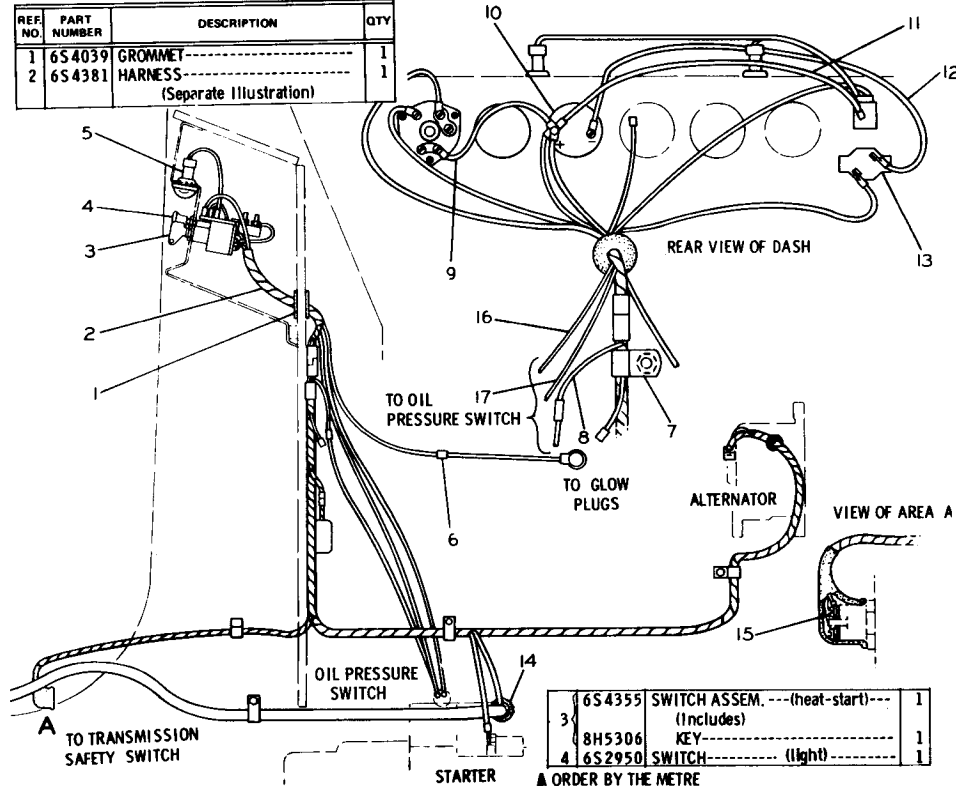 REF. NO. PART NUMBER DESCRIPTION QTY
1 6S4039 GROMMET-------------------- 1
2 6S4381 HARNESS-------------------- 1
(Separate Illustration)
10
11
12
5
4
3
2
1
9
REAR VIEW OF DASH
13
16
TO OIL
PRESSURE SWITCH
17
8
7
TO GLOW
PLUGS
6
ALTERNATOR
VIEW OF AREA A
15
OIL PRESSURE
SWITCH
14
A
TO TRANSMISSION
SAFETY SWITCH
STARTER
3 6S4355 SWITCH ASSEM. ---(heat-start)--- 1
(Includes)
8H5306 KEY-------------------- 1
4 6S2950 SWITCH--------- (light) -------- 1
▲ ORDER BY THE METRE